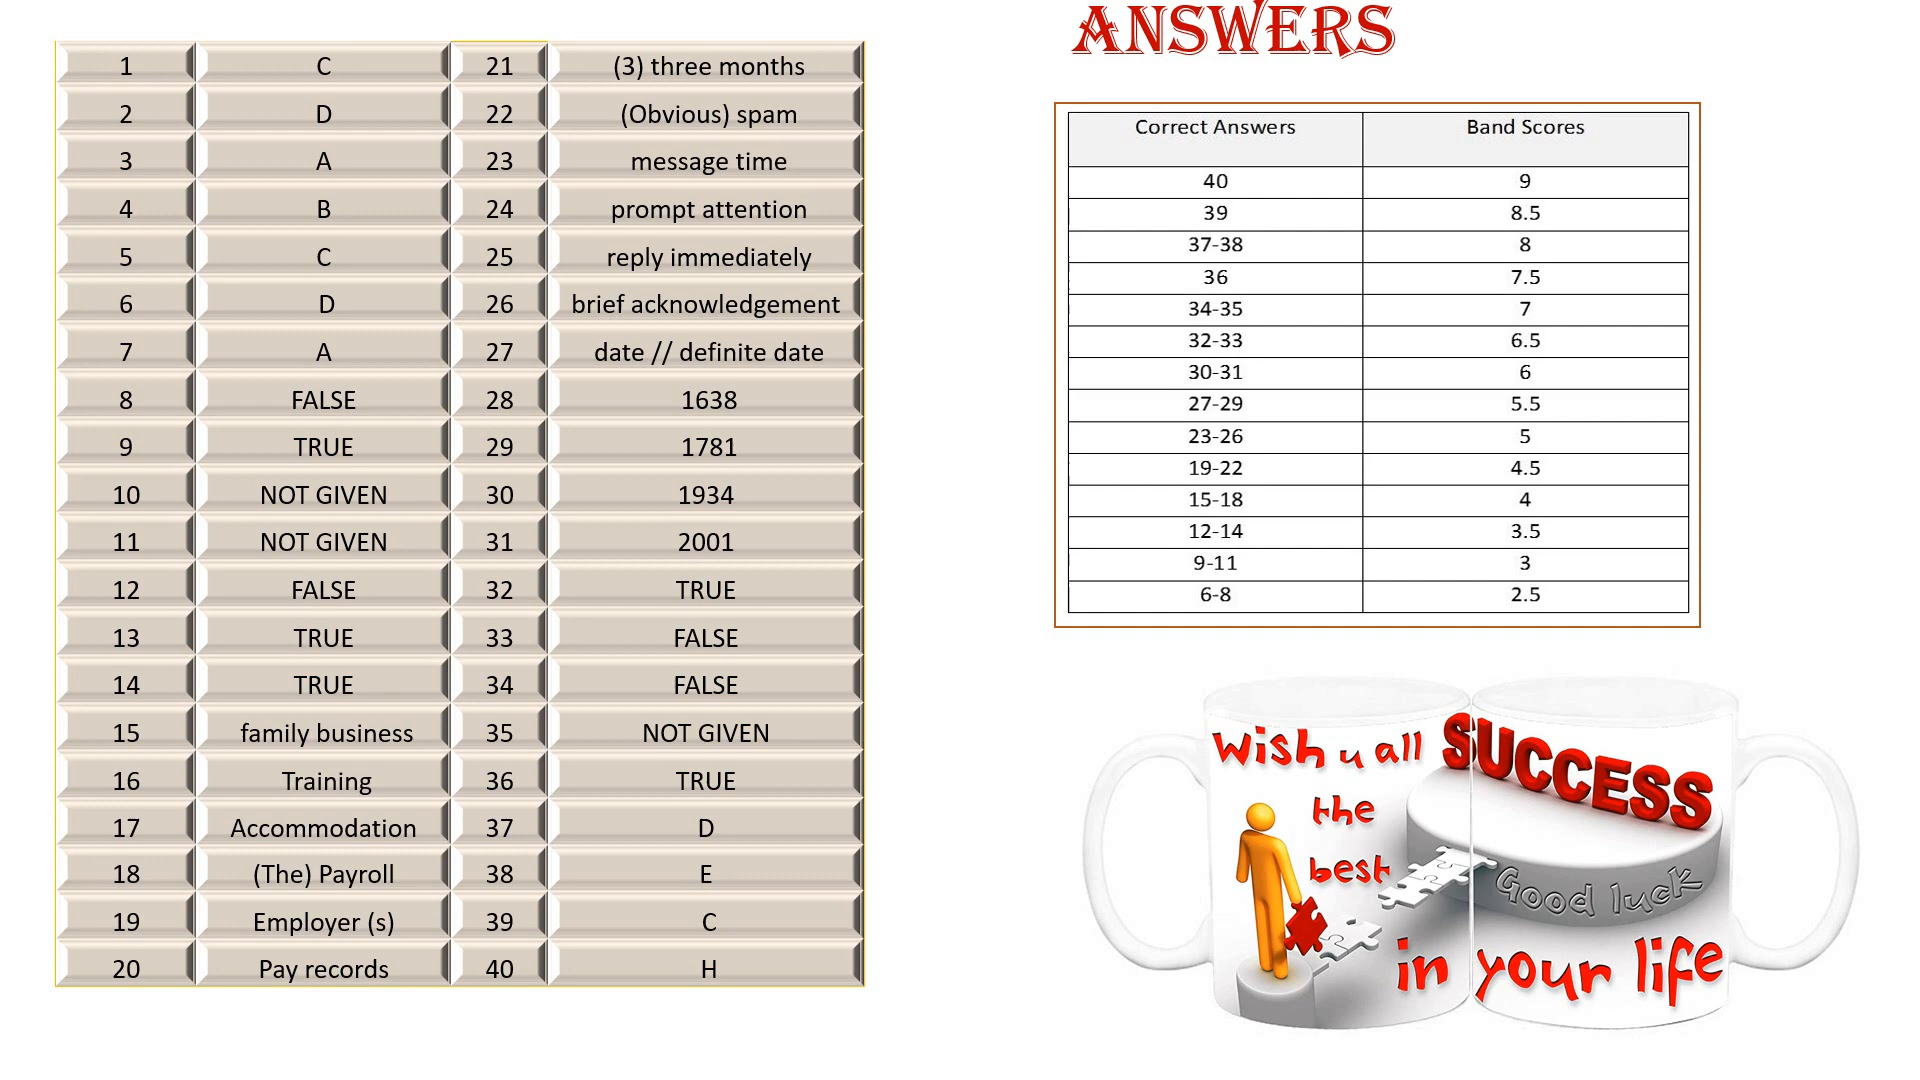 ANSWERS
1 C 21 (3) three months
2 D 22 (Obvious) spam
3 A 23 message time
4 B 24 prompt attention
5 C 25 reply immediately
6 D 26 brief acknowledgement
7 A 27 date // definite date
8 FALSE 28 1638
9 TRUE 29 1781
10 NOT GIVEN 30 1934
11 NOT GIVEN 31 2001
12 FALSE 32 TRUE
13 TRUE 33 FALSE
14 TRUE 34 FALSE
15 family business 35 NOT GIVEN
16 Training 36 TRUE
17 Accommodation 37 D
18 (The) Payroll 38 E
19 Employer (s) 39 C
20 Pay records 40 H
Correct Answers Band Scores
40 9
39 8.5
37-38 8
36 7.5
34-35 7
32-33 6.5
30-31 6
27-29 5.5
23-26 5
19-22 4.5
15-18 4
12-14 3.5
9-11 3
6-8 2.5
Wish u all SUCCESS
the
best
Good luck
in your life